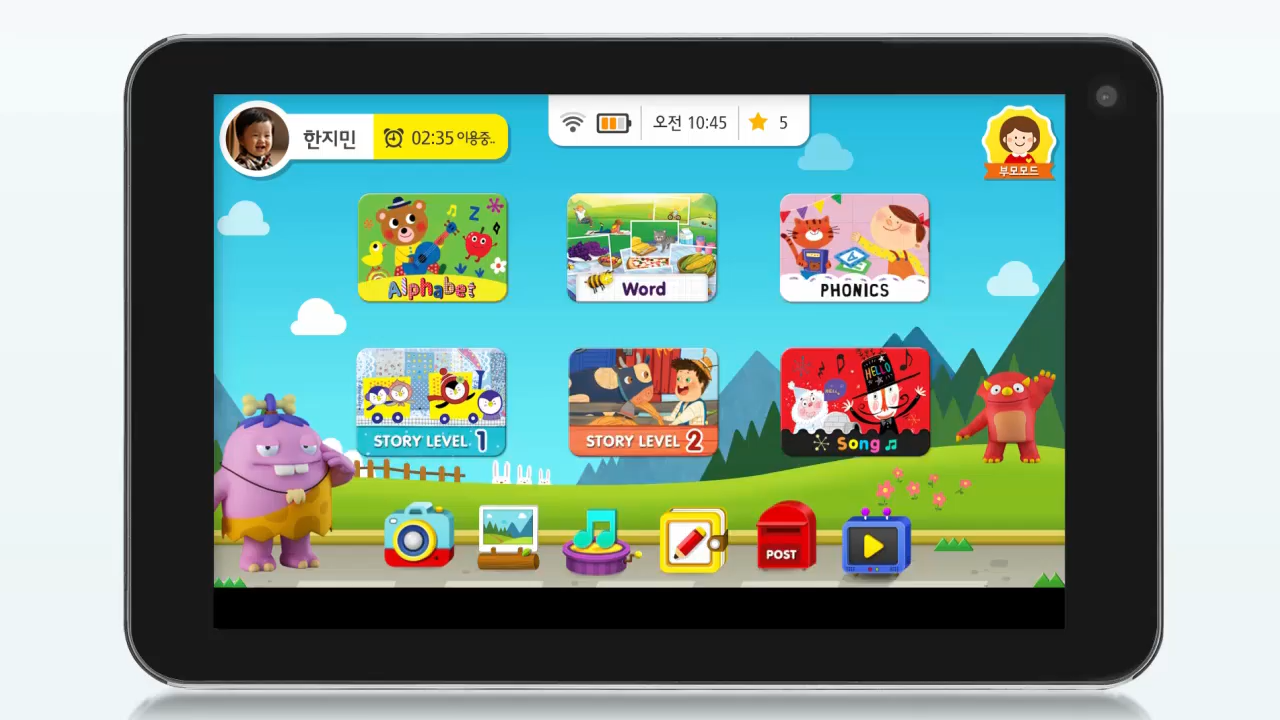 한지민
02:35 이용중..
오전 10:45
5
부모모드
Alphabet
Z
Word
PHONICS
A
STORY LEVEL 1
STORY LEVEL 2
HELLO
Song
POST